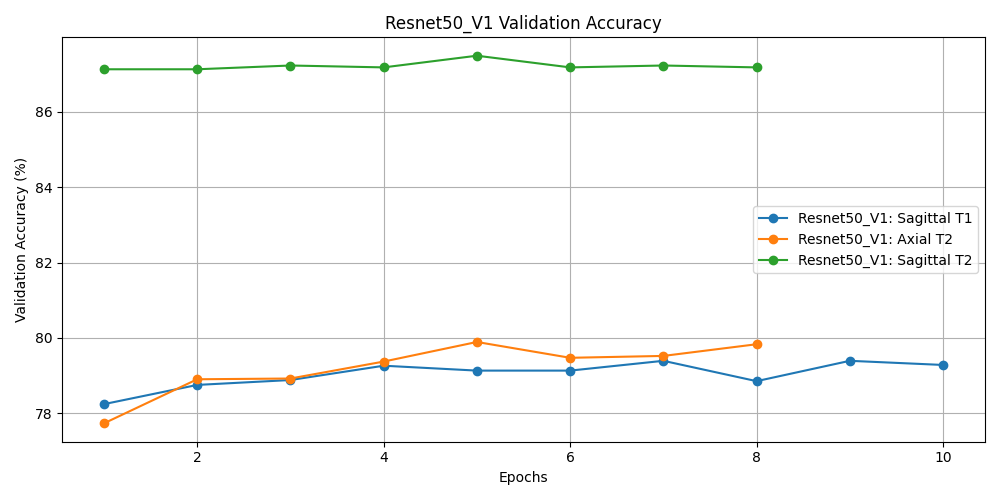 Resnet50_V1 Validation Accuracy
Validation Accuracy (%)
86
84
82
80
78
Resnet50_V1: Sagittal T1
Resnet50_V1: Axial T2
Resnet50_V1: Sagittal T2
2
4
6
8
10
Epochs